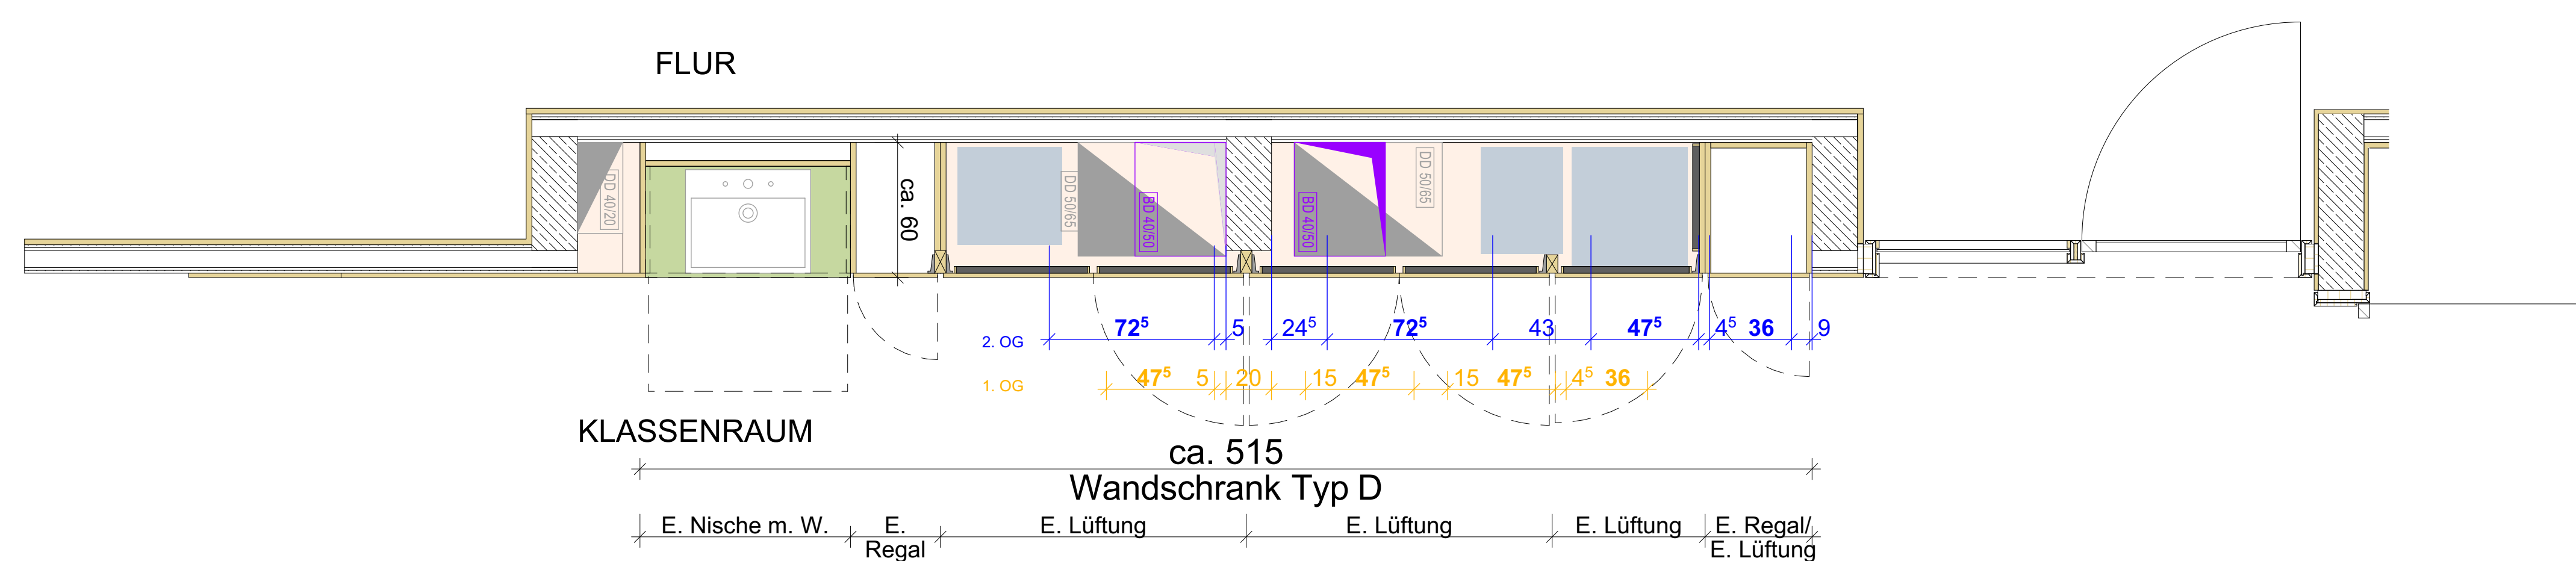 FLUR
DD 40/20
ca. 60
DD 50/65
BD 40/50
BD 40/50
DD 50/65
2. OG 72⁵ 5 24⁵ 72⁵ 43 47⁵ 4⁵ 36 9
1. OG 47⁵ 5 20 15 47⁵ 15 47⁵ 4⁵ 36
KLASSENRAUM
ca. 515
Wandschrank Typ D
E. Nische m. W.
E.
Regal
E. Lüftung
E. Lüftung
E. Lüftung
E. Regal/
E. Lüftung